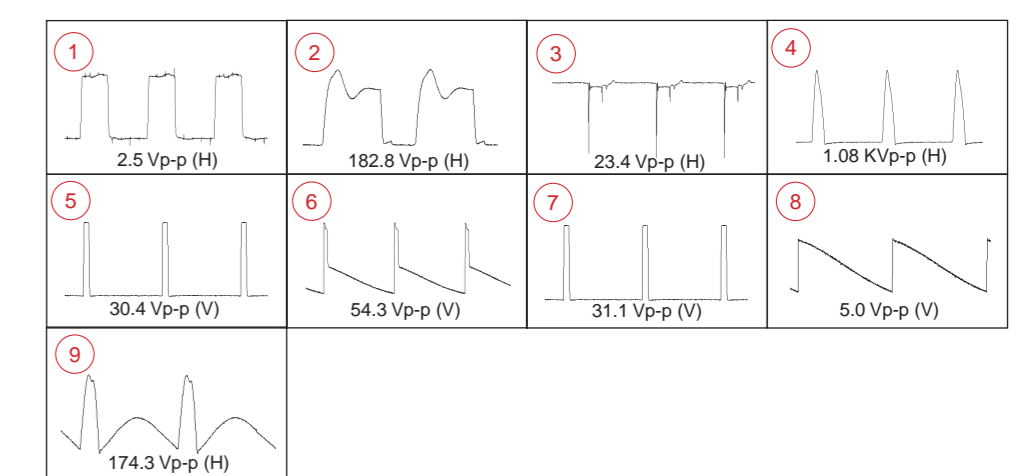 1
2.5 Vp-p (H)
2
182.8 Vp-p (H)
3
23.4 Vp-p (H)
4
1.08 KVp-p (H)
5
30.4 Vp-p (V)
6
54.3 Vp-p (V)
7
31.1 Vp-p (V)
8
5.0 Vp-p (V)
9
174.3 Vp-p (H)